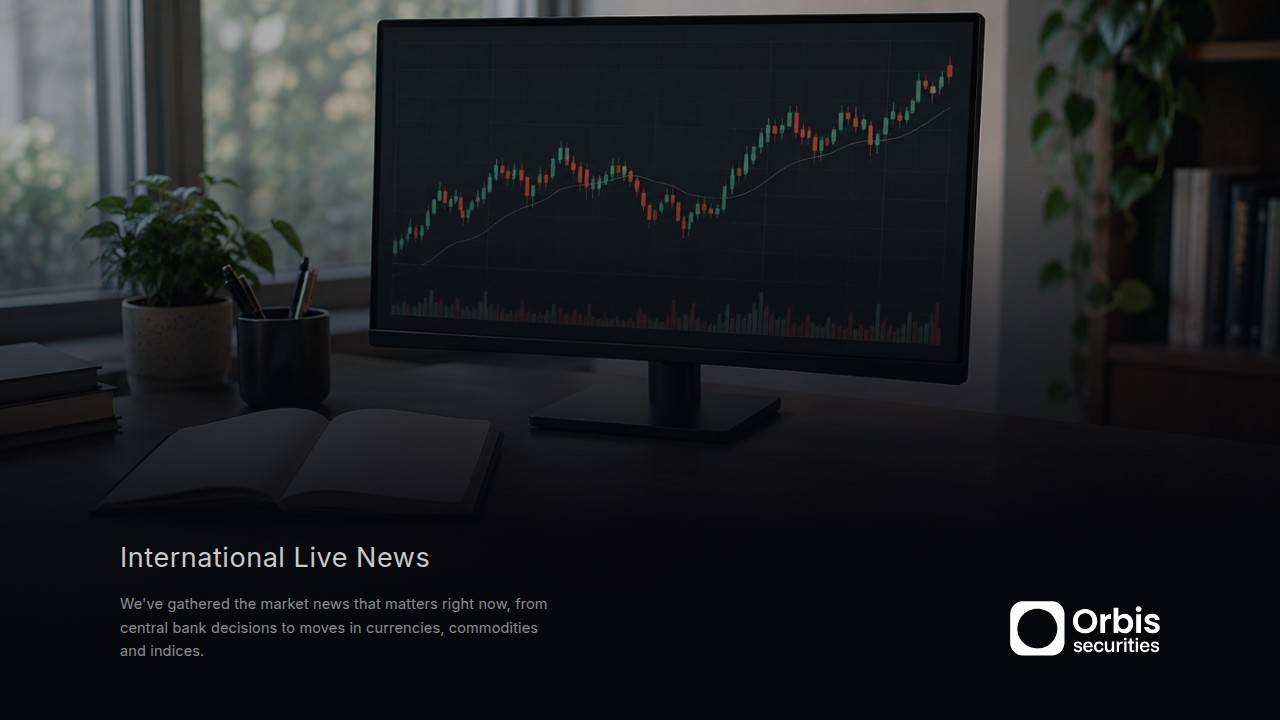 International Live News
We've gathered the market news that matters right now, from
central bank decisions to moves in currencies, commodities
and indices.
Orbis
securities